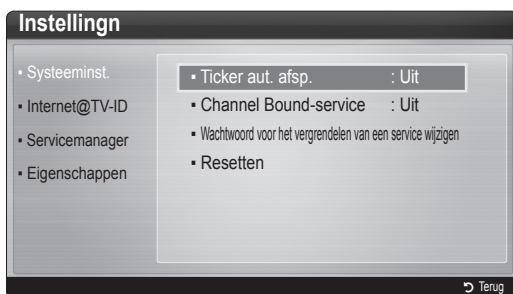 Instellingn
▪ Systeeminst.
▪ Internet@TV-ID
▪ Servicemanager
▪ Eigenschappen
▪ Ticker aut. afsp. : Uit
▪ Channel Bound-service : Uit
▪ Wachtwoord voor het vergrendelen van een service wijzigen
▪ Resetten
Terug